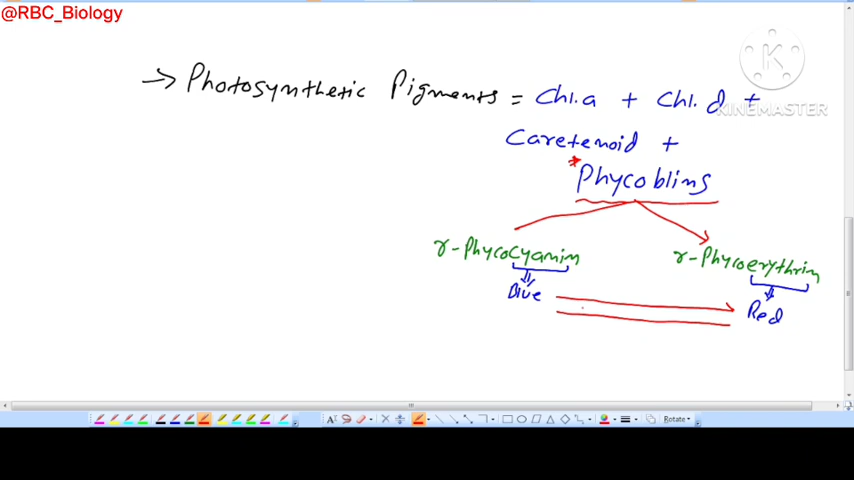 @RBC_Biology
→ Photosynthetic Pigments = Chl.a + Chl.d +
KINEMASTER
Caretenoid +
*Phycoblins
r-Phycocyanin
r-Phycoerythrin
Blue
Red
Rotate